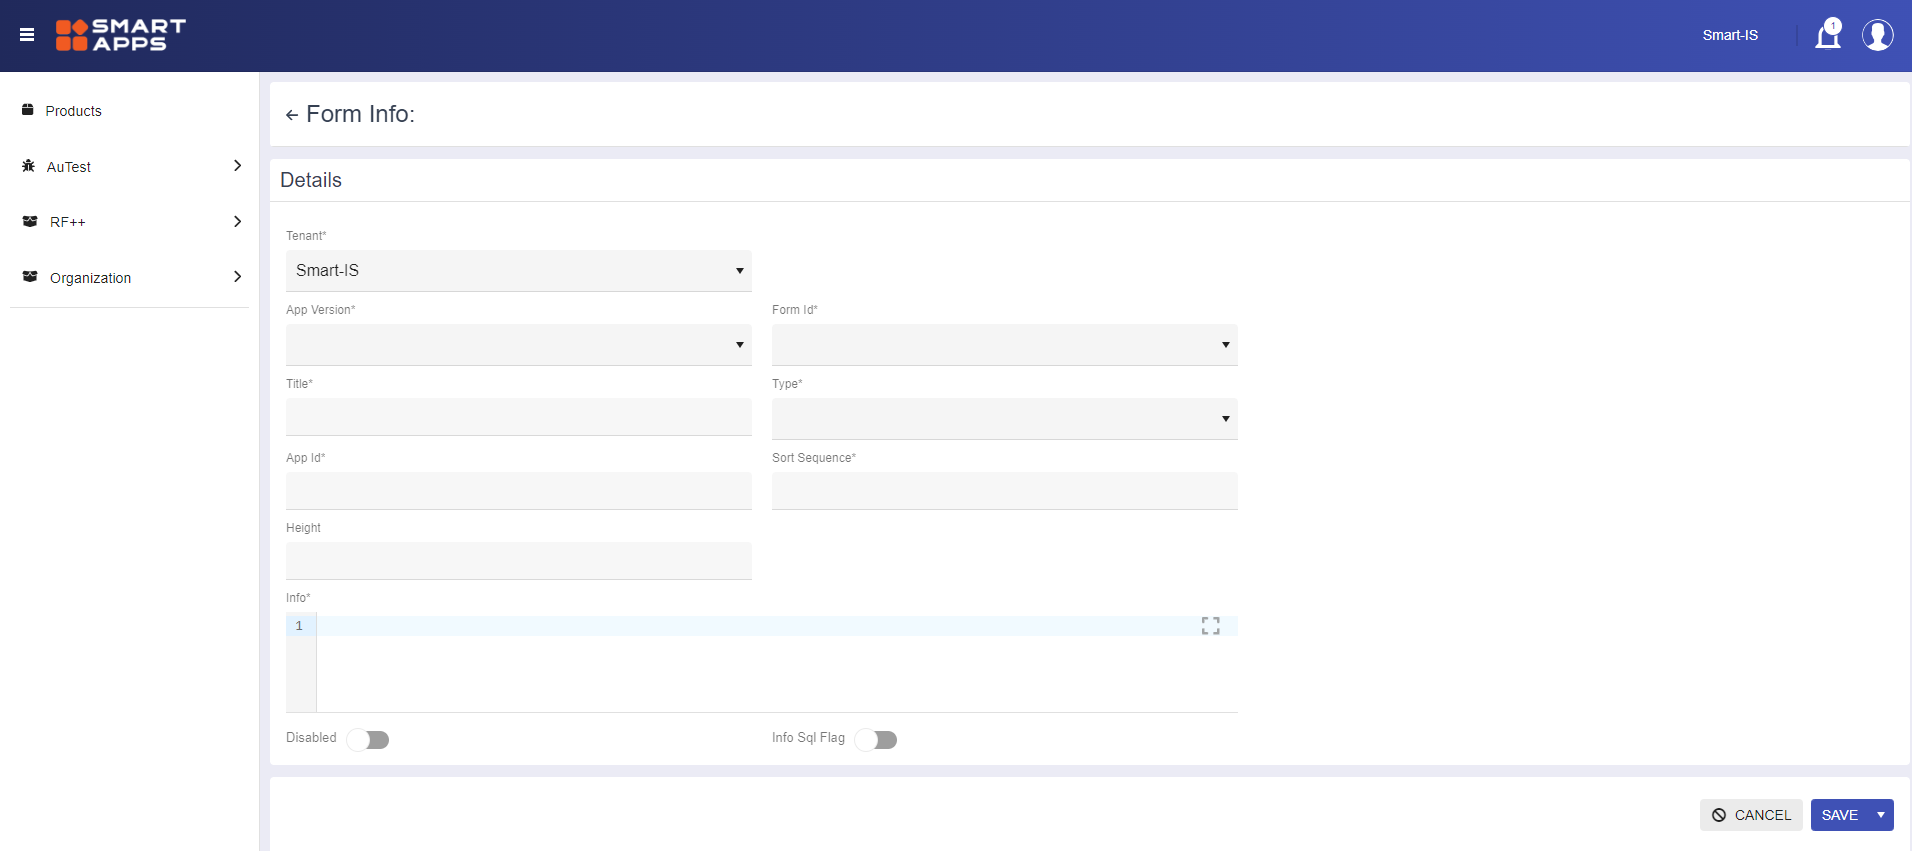 SMART
APPS
Smart-IS
1
Products
AuTest
RF++
Organization
Form Info:
Details
Tenant*
Smart-IS
App Version*
Form Id*
Title*
Type*
App Id*
Sort Sequence*
Height
Info*
1
Disabled
Info Sql Flag
CANCEL
SAVE